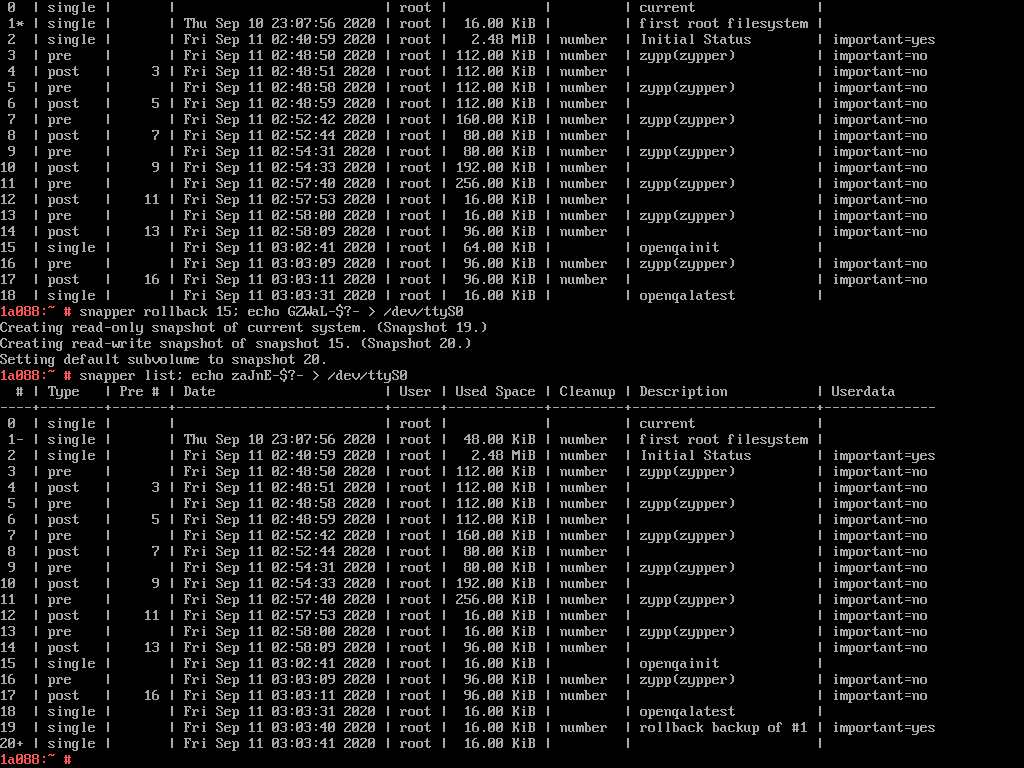 0  | single |       |                          | root |            |         | current               |
 1* | single |       | Thu Sep 10 23:07:56 2020 | root |  16.00 KiB |         | first root filesystem |
 2  | single |       | Fri Sep 11 02:40:59 2020 | root |   2.48 MiB | number  | Initial Status        | important=yes
 3  | pre    |       | Fri Sep 11 02:48:50 2020 | root | 112.00 KiB | number  | zypp(zypper)          | important=no
 4  | post   |     3 | Fri Sep 11 02:48:51 2020 | root | 112.00 KiB | number  |                       | important=no
 5  | pre    |       | Fri Sep 11 02:48:58 2020 | root | 112.00 KiB | number  | zypp(zypper)          | important=no
 6  | post   |     5 | Fri Sep 11 02:48:59 2020 | root | 112.00 KiB | number  |                       | important=no
 7  | pre    |       | Fri Sep 11 02:52:42 2020 | root | 160.00 KiB | number  | zypp(zypper)          | important=no
 8  | post   |     7 | Fri Sep 11 02:52:44 2020 | root |  80.00 KiB | number  |                       | important=no
 9  | pre    |       | Fri Sep 11 02:54:31 2020 | root |  80.00 KiB | number  | zypp(zypper)          | important=no
10  | post   |     9 | Fri Sep 11 02:54:33 2020 | root | 192.00 KiB | number  |                       | important=no
11  | pre    |       | Fri Sep 11 02:57:40 2020 | root | 256.00 KiB | number  | zypp(zypper)          | important=no
12  | post   |    11 | Fri Sep 11 02:57:53 2020 | root |  16.00 KiB | number  |                       | important=no
13  | pre    |       | Fri Sep 11 02:58:00 2020 | root |  16.00 KiB | number  | zypp(zypper)          | important=no
14  | post   |    13 | Fri Sep 11 02:58:09 2020 | root |  96.00 KiB | number  |                       | important=no
15  | single |       | Fri Sep 11 03:02:41 2020 | root |  64.00 KiB |         | openqainit            |
16  | pre    |       | Fri Sep 11 03:03:09 2020 | root |  96.00 KiB | number  | zypp(zypper)          | important=no
17  | post   |    16 | Fri Sep 11 03:03:11 2020 | root |  96.00 KiB | number  |                       | important=no
18  | single |       | Fri Sep 11 03:03:31 2020 | root |  16.00 KiB |         | openqalatest          |
1a088:~ # snapper rollback 15; echo GZWaL-$?- > /dev/ttyS0
Creating read-only snapshot of current system. (Snapshot 19.)
Creating read-write snapshot of snapshot 15. (Snapshot 20.)
Setting default subvolume to snapshot 20.
1a088:~ # snapper list; echo zaJnE-$?- > /dev/ttyS0
  # | Type   | Pre # | Date                     | User | Used Space | Cleanup | Description           | Userdata
----+--------+-------+--------------------------+------+------------+---------+-----------------------+--------------
 0  | single |       |                          | root |            |         | current               |
 1- | single |       | Thu Sep 10 23:07:56 2020 | root |  48.00 KiB | number  | first root filesystem |
 2  | single |       | Fri Sep 11 02:40:59 2020 | root |   2.48 MiB | number  | Initial Status        | important=yes
 3  | pre    |       | Fri Sep 11 02:48:50 2020 | root | 112.00 KiB | number  | zypp(zypper)          | important=no
 4  | post   |     3 | Fri Sep 11 02:48:51 2020 | root | 112.00 KiB | number  |                       | important=no
 5  | pre    |       | Fri Sep 11 02:48:58 2020 | root | 112.00 KiB | number  | zypp(zypper)          | important=no
 6  | post   |     5 | Fri Sep 11 02:48:59 2020 | root | 112.00 KiB | number  |                       | important=no
 7  | pre    |       | Fri Sep 11 02:52:42 2020 | root | 160.00 KiB | number  | zypp(zypper)          | important=no
 8  | post   |     7 | Fri Sep 11 02:52:44 2020 | root |  80.00 KiB | number  |                       | important=no
 9  | pre    |       | Fri Sep 11 02:54:31 2020 | root |  80.00 KiB | number  | zypp(zypper)          | important=no
10  | post   |     9 | Fri Sep 11 02:54:33 2020 | root | 192.00 KiB | number  |                       | important=no
11  | pre    |       | Fri Sep 11 02:57:40 2020 | root | 256.00 KiB | number  | zypp(zypper)          | important=no
12  | post   |    11 | Fri Sep 11 02:57:53 2020 | root |  16.00 KiB | number  |                       | important=no
13  | pre    |       | Fri Sep 11 02:58:00 2020 | root |  16.00 KiB | number  | zypp(zypper)          | important=no
14  | post   |    13 | Fri Sep 11 02:58:09 2020 | root |  96.00 KiB | number  |                       | important=no
15  | single |       | Fri Sep 11 03:02:41 2020 | root |  16.00 KiB |         | openqainit            |
16  | pre    |       | Fri Sep 11 03:03:09 2020 | root |  96.00 KiB | number  | zypp(zypper)          | important=no
17  | post   |    16 | Fri Sep 11 03:03:11 2020 | root |  96.00 KiB | number  |                       | important=no
18  | single |       | Fri Sep 11 03:03:31 2020 | root |  16.00 KiB |         | openqalatest          |
19  | single |       | Fri Sep 11 03:03:40 2020 | root |  16.00 KiB | number  | rollback backup of #1 | important=yes
20+ | single |       | Fri Sep 11 03:03:41 2020 | root |  16.00 KiB |         |                       |
1a088:~ #